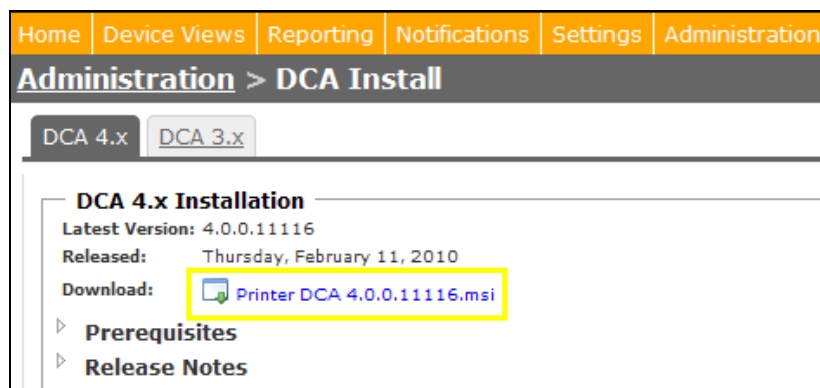 Home Device Views Reporting Notifications Settings Administration
Administration > DCA Install
DCA 4.x DCA 3.x
DCA 4.x Installation
Latest Version: 4.0.0.11116
Released: Thursday, February 11, 2010
Download: Printer DCA 4.0.0.11116.msi
Prerequisites
Release Notes